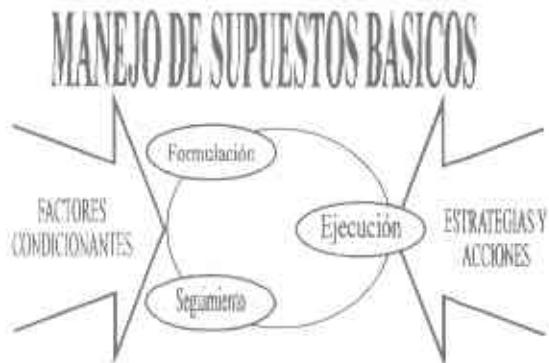 MANEJO DE SUPUESTOS BASICOS
Formulación
FACTORES
CONDICIONANTES
Ejecución
ESTRATEGIAS Y
ACCIONES
Seguimiento